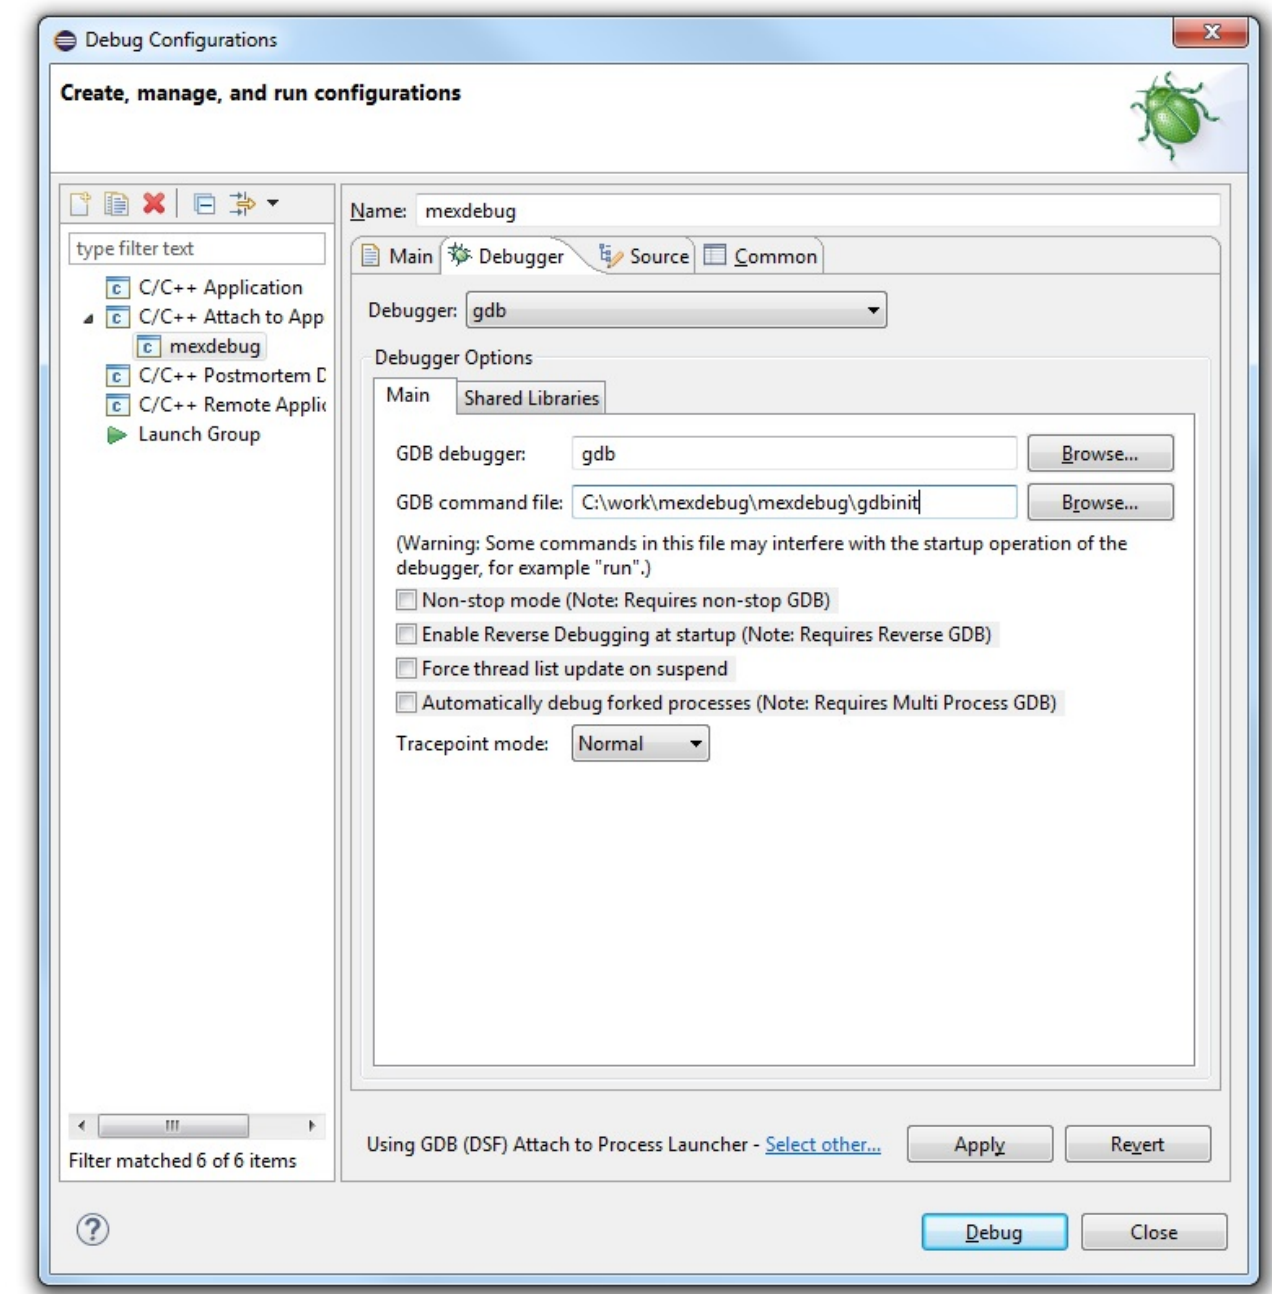 Debug Configurations
x
Create, manage, and run configurations
type filter text
C/C++ Application
C/C++ Attach to App
mexdebug
C/C++ Postmortem D
C/C++ Remote Applic
Launch Group
Filter matched 6 of 6 items
Name: mexdebug
Main Debugger Source Common
Debugger: gdb
Debugger Options
Main Shared Libraries
GDB debugger: gdb Browse...
GDB command file: C:\work\mexdebug\mexdebug\gdbinit Browse...
(Warning: Some commands in this file may interfere with the startup operation of the
debugger, for example "run".)
Non-stop mode (Note: Requires non-stop GDB)
Enable Reverse Debugging at startup (Note: Requires Reverse GDB)
Force thread list update on suspend
Automatically debug forked processes (Note: Requires Multi Process GDB)
Tracepoint mode: Normal
Using GDB (DSF) Attach to Process Launcher - Select other... Apply Revert
? Debug Close